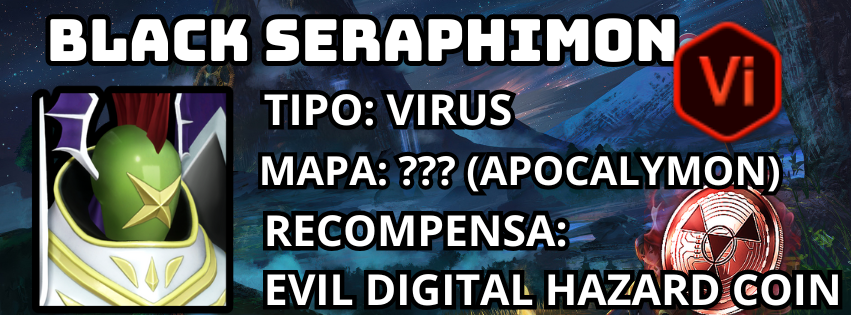 BLACK SERAPHIMON
Vi
TIPO: VIRUS
MAPA: ??? (APOCALYMON)
RECOMPENSA:
EVIL DIGITAL HAZARD COIN